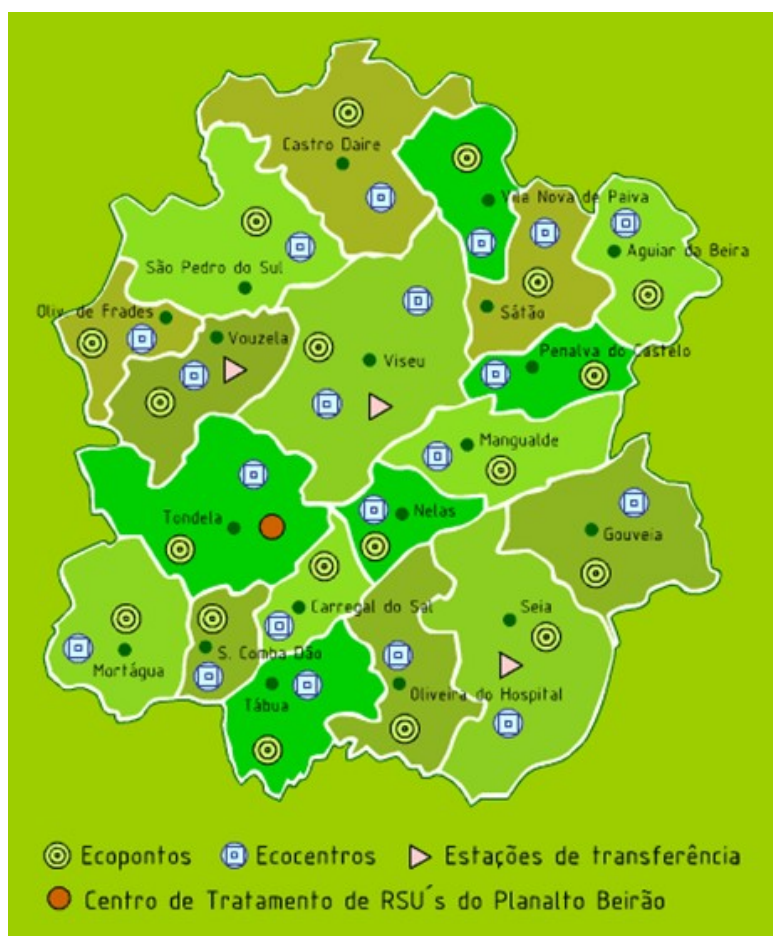 Castro Daire
Vila Nova de Paiva
Aguiar da Beira
São Pedro do Sul
Oliv. de Frades
Sátão
Vouzela
Viseu
Penalva do Castelo
Mangualde
Tondela
Nelas
Gouveia
Carregal do Sal
Seia
Mortágua
S. Comba Dão
Tábua
Oliveira do Hospital
Ecopontos
Ecocentros
Estações de transferência
Centro de Tratamento de RSU´s do Planalto Beirão